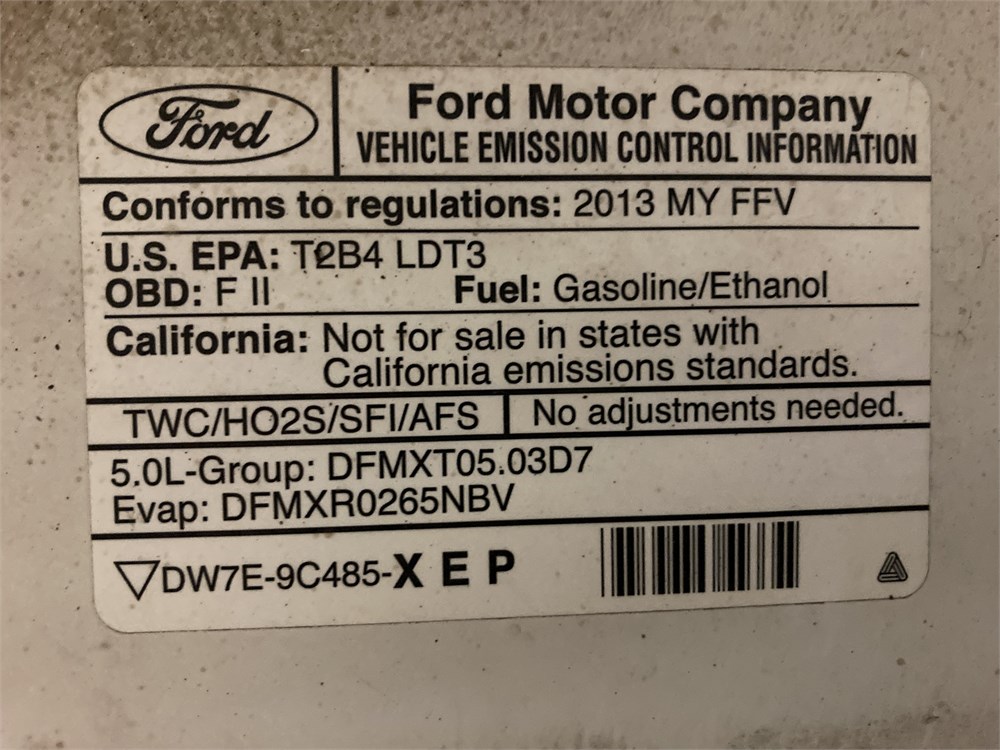 Ford
Ford Motor Company
VEHICLE EMISSION CONTROL INFORMATION
Conforms to regulations: 2013 MY FFV
U.S. EPA: T2B4 LDT3
OBD: F II Fuel: Gasoline/Ethanol
California: Not for sale in states with
California emissions standards.
TWC/HO2S/SFI/AFS No adjustments needed.
5.0L-Group: DFMXT05.03D7
Evap: DFMXR0265NBV
▽DW7E-9C485-X E P